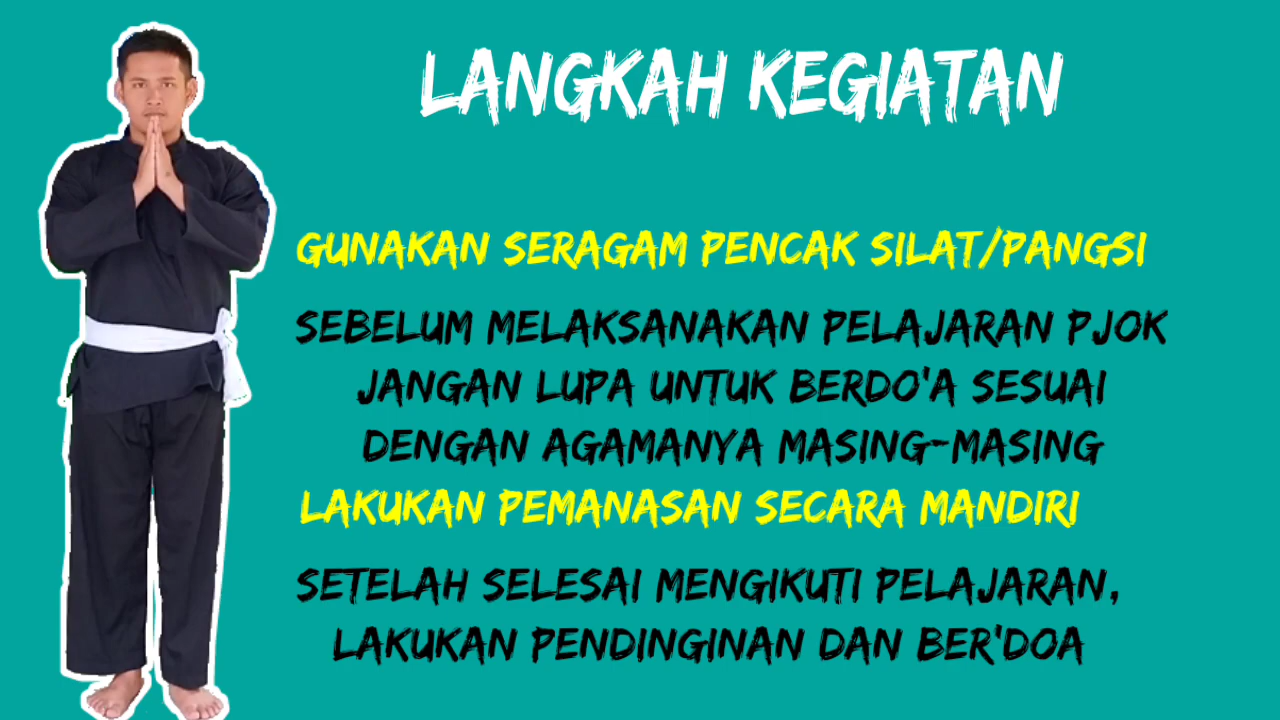 LANGKAH KEGIATAN
GUNAKAN SERAGAM PENCAK SILAT/PANGSI
SEBELUM MELAKSANAKAN PELAJARAN PJOK
JANGAN LUPA UNTUK BERDO'A SESUAI
DENGAN AGAMANYA MASING-MASING
LAKUKAN PEMANASAN SECARA MANDIRI
SETELAH SELESAI MENGIKUTI PELAJARAN,
LAKUKAN PENDINGINAN DAN BER'DOA